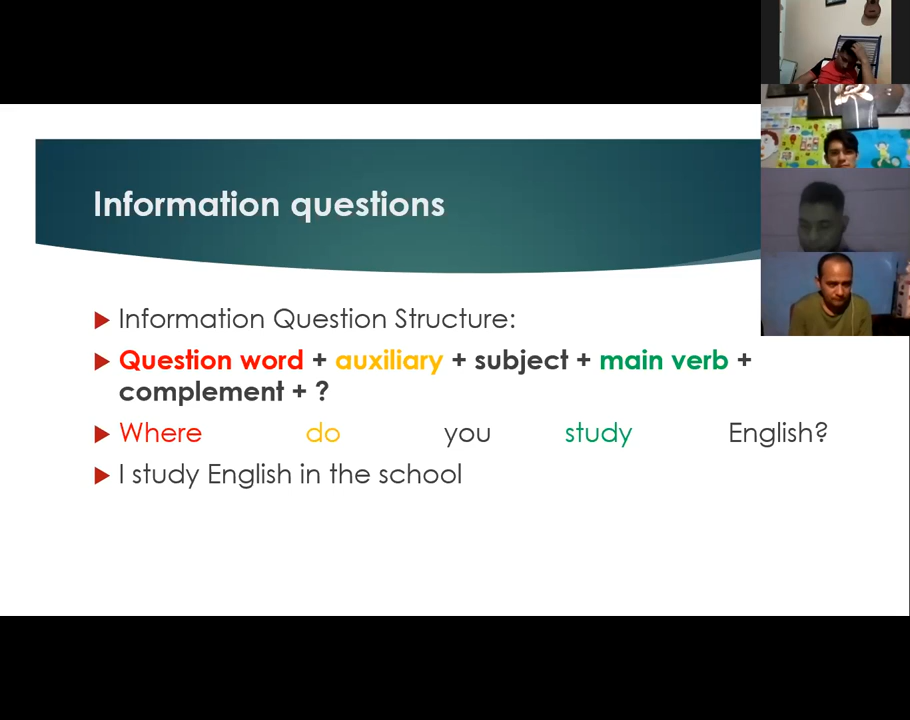 Information questions
Information Question Structure:
Question word + auxiliary + subject + main verb +
complement + ?
Where do you study English?
I study English in the school